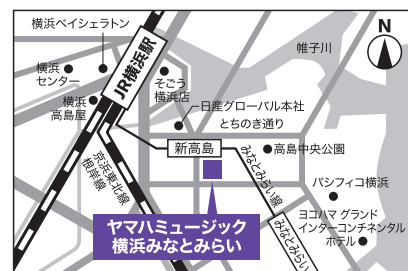 横浜ベイシェラトン
N
帷子川
JR横浜駅
横浜
センター
そごう
横浜店
横浜
高島屋
日産グローバル本社
とちのき通り
新高島
高島中央公園
京浜東北線
根岸線
みなとみらい線
パシフィコ横浜
ヤマハミュージック
横浜みなとみらい
みなとみらい
ヨコハマ グランド
インターコンチネンタル
ホテル